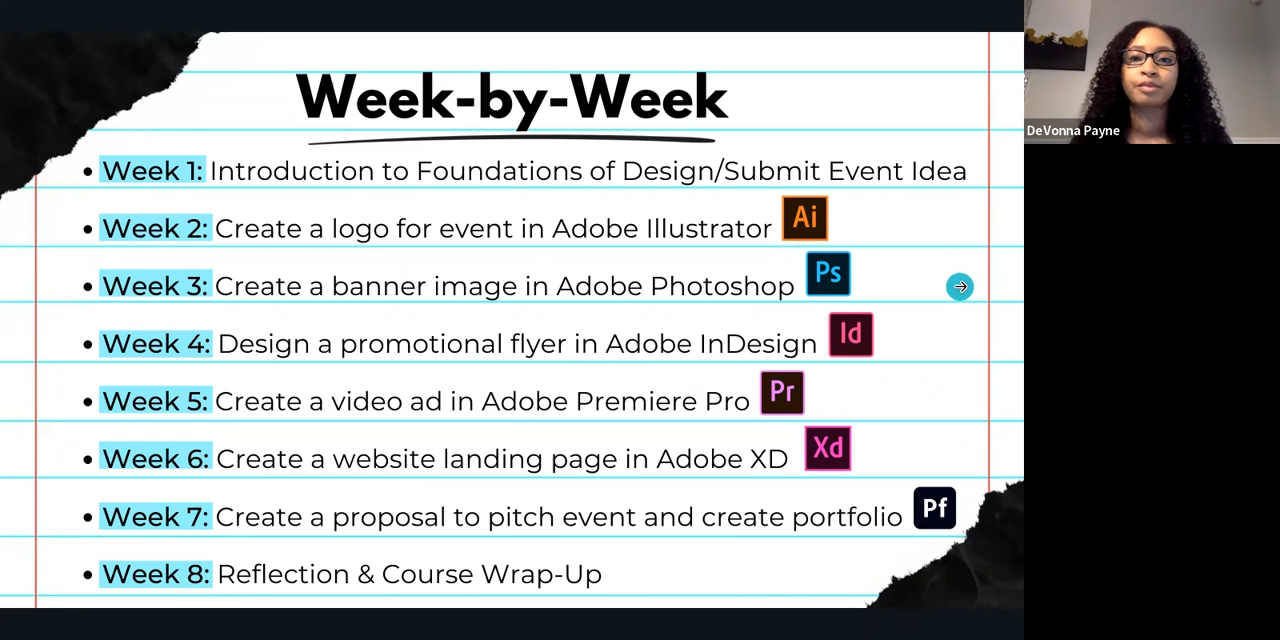 Week-by-Week
Week 1: Introduction to Foundations of Design/Submit Event Idea
Week 2: Create a logo for event in Adobe Illustrator Ai
Week 3: Create a banner image in Adobe Photoshop Ps
Week 4: Design a promotional flyer in Adobe InDesign Id
Week 5: Create a video ad in Adobe Premiere Pro Pr
Week 6: Create a website landing page in Adobe XD Xd
Week 7: Create a proposal to pitch event and create portfolio Pf
Week 8: Reflection & Course Wrap-Up
DeVonna Payne